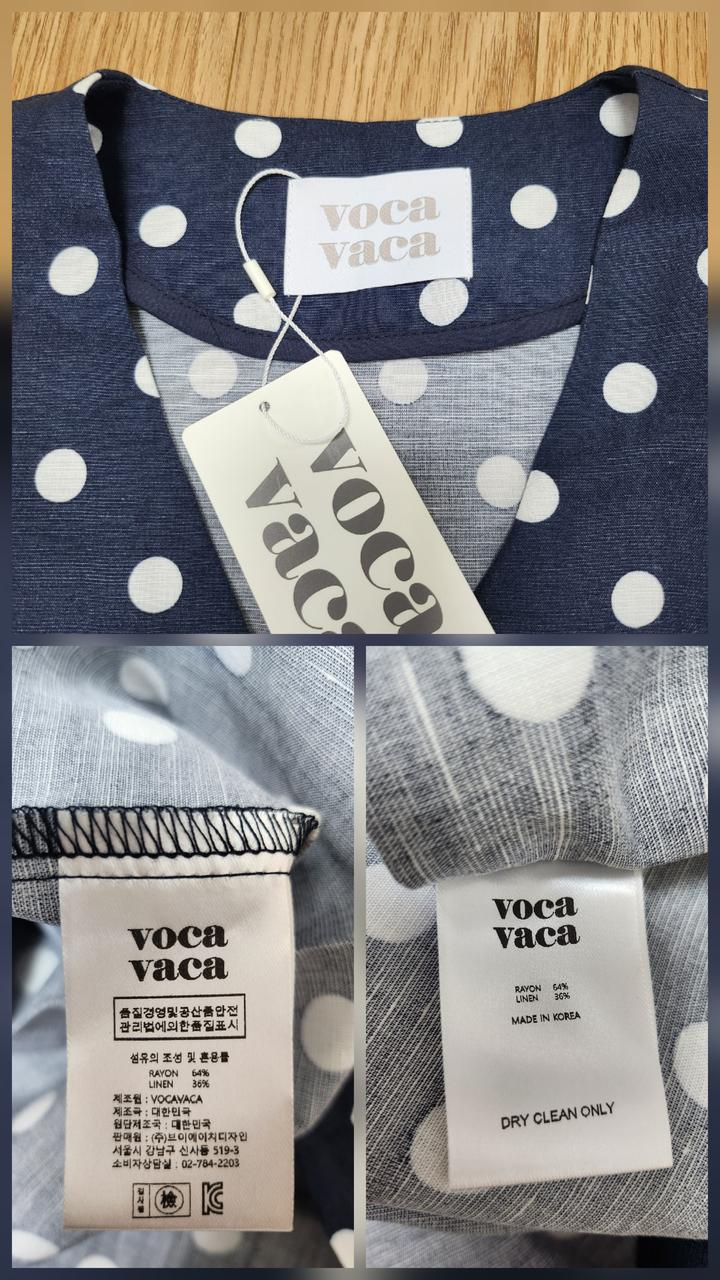 voca
vaca
voca
vaca
voca
vaca
품질경영및공산품안전
관리법에의한품질표시
섬유의 조성 및 혼용률
RAYON 64%
LINEN 36%
제조원 : VOCAVACA
제조국 : 대한민국
원단제조국 : 대한민국
판매원 : (주)브이에이치디자인
서울시 강남구 신사동 519-3
소비자상담실 : 02-784-2203
검사필 檢 KC
voca
vaca
RAYON 64%
LINEN 36%
MADE IN KOREA
DRY CLEAN ONLY